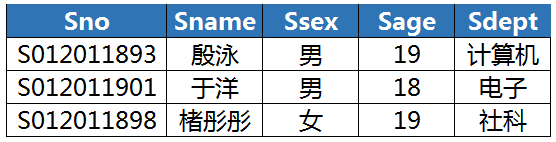 Sno Sname Ssex Sage Sdept
S012011893 殷泳 男 19 计算机
S012011901 于洋 男 18 电子
S012011898 楮彤彤 女 19 社科